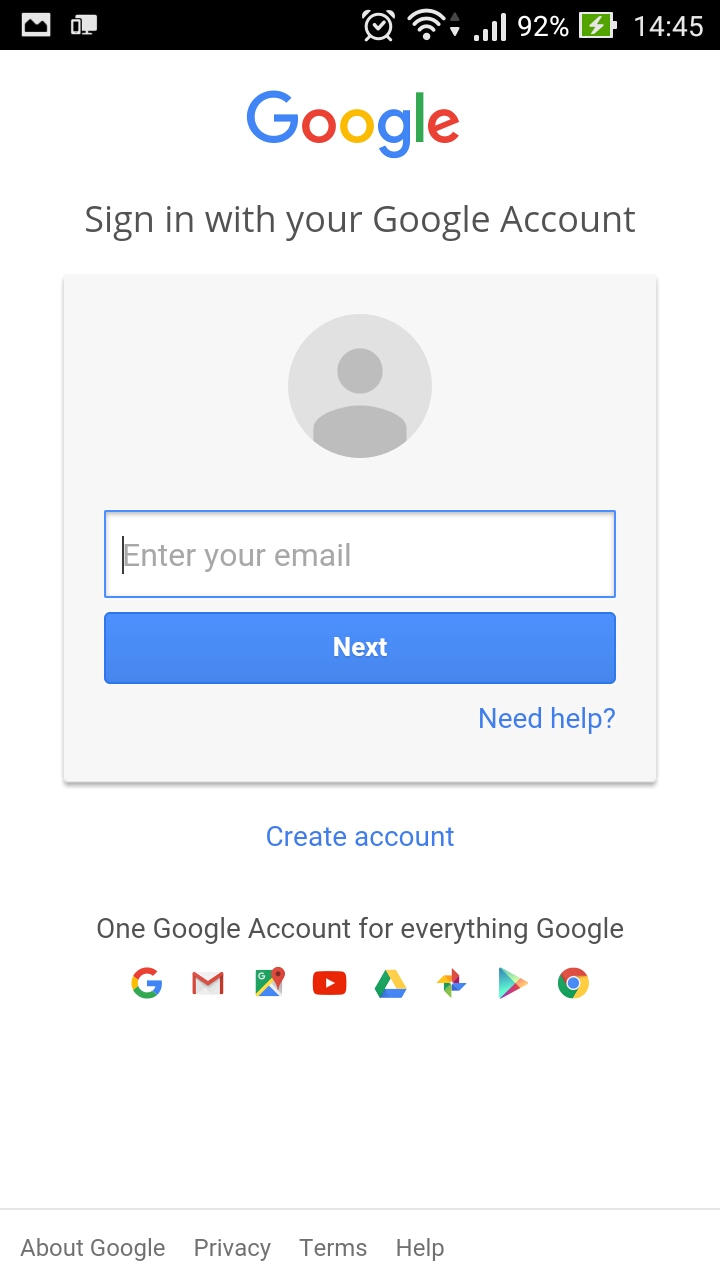 92% 14:45
Google
Sign in with your Google Account
Enter your email
Next
Need help?
Create account
One Google Account for everything Google
About Google Privacy Terms Help